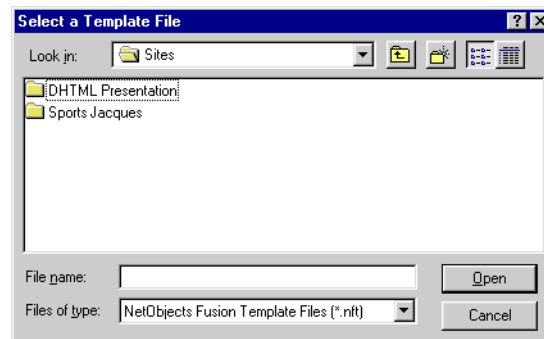 Select a Template File
Look in: Sites
DHTML Presentation
Sports Jacques
File name: Open
Files of type: NetObjects Fusion Template Files (*.nft) Cancel